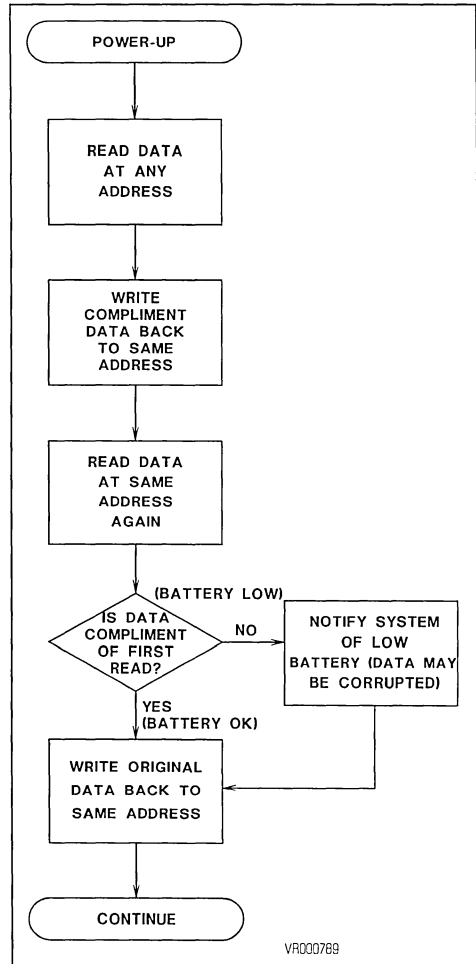 POWER-UP
READ DATA
AT ANY
ADDRESS
WRITE
COMPLIMENT
DATA BACK
TO SAME
ADDRESS
READ DATA
AT SAME
ADDRESS
AGAIN
(BATTERY LOW)
IS DATA
COMPLIMENT
OF FIRST
READ?
NO
NOTIFY SYSTEM
OF LOW
BATTERY (DATA MAY
BE CORRUPTED)
YES
(BATTERY OK)
WRITE ORIGINAL
DATA BACK TO
SAME ADDRESS
CONTINUE
VR000789